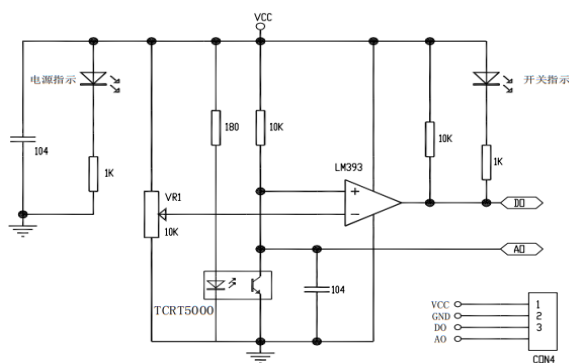 VCC
电源指示
开关指示
180
10K
10K
104
1K
LM393
1K
VR1
+
DO
-
10K
AO
TCRT5000
104
VCC
1
GND
2
DO
3
AO
CON4